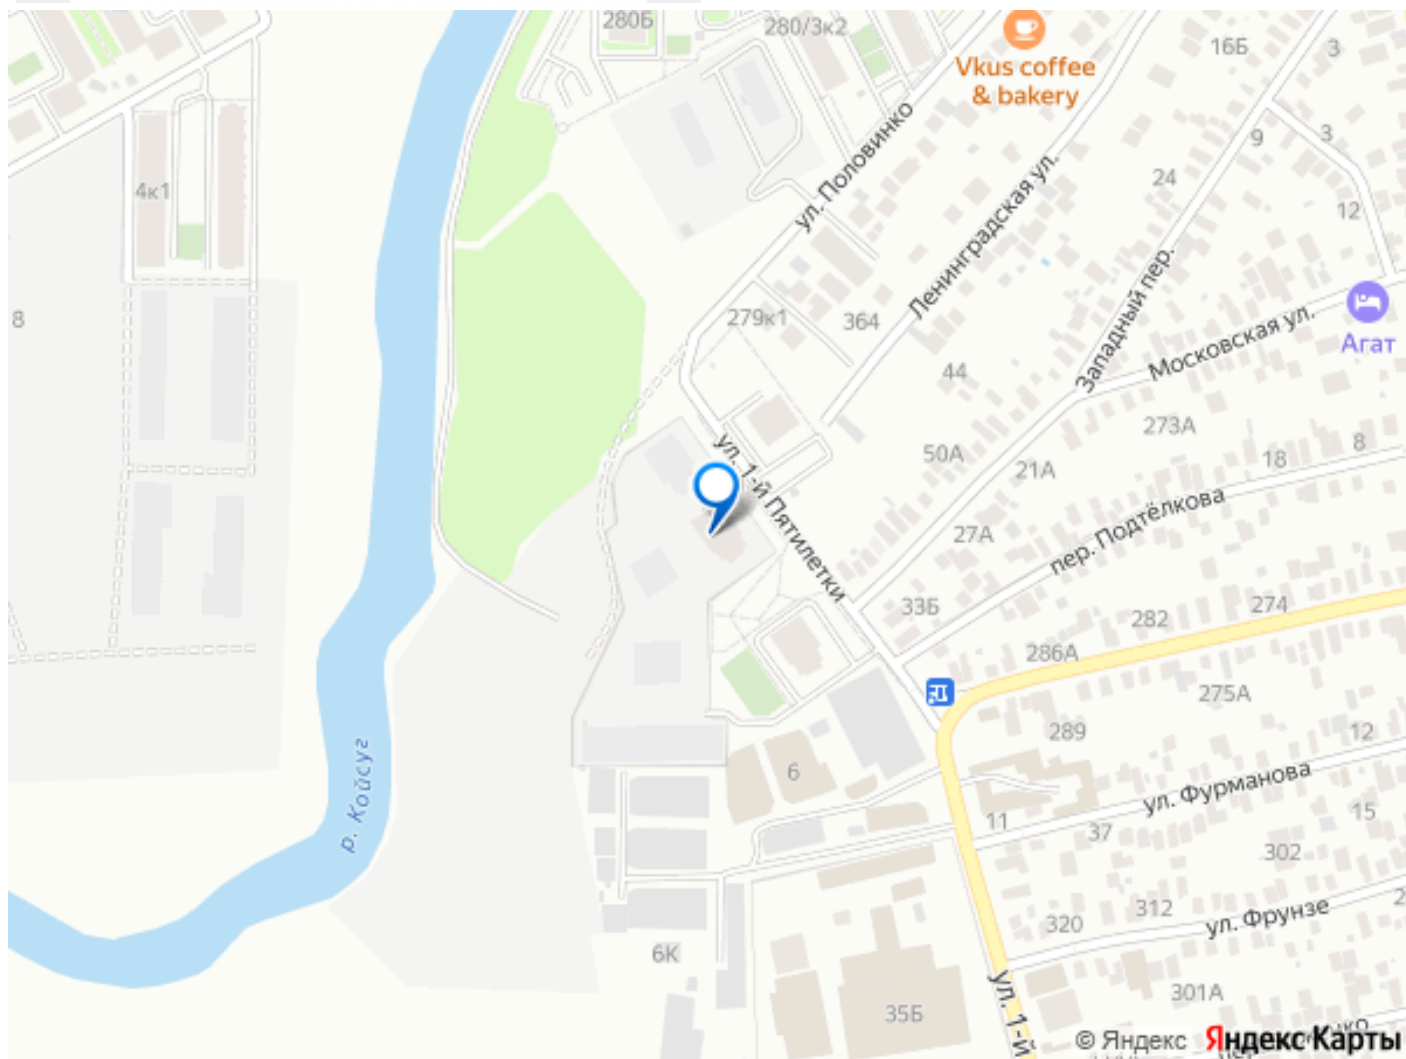 280Б
280/3к2
16Б
3
Vkus coffee
& bakery
ул. Половинко
9
3
4к1
24
12
Ленинградская ул.
8
279к1
364
Западный пер.
Московская ул.
Агат
44
273А
50А
21А
18
8
ул. 1-й Пятилетки
27А
пер. Подтёлкова
33Б
282
274
286А
275А
289
12
р. Койсуг
6
ул. Фурманова
11
37
15
302
320
312
ул. Фрунзе
6К
301А
35Б
ул. 1-й
© Яндекс Яндекс Карты